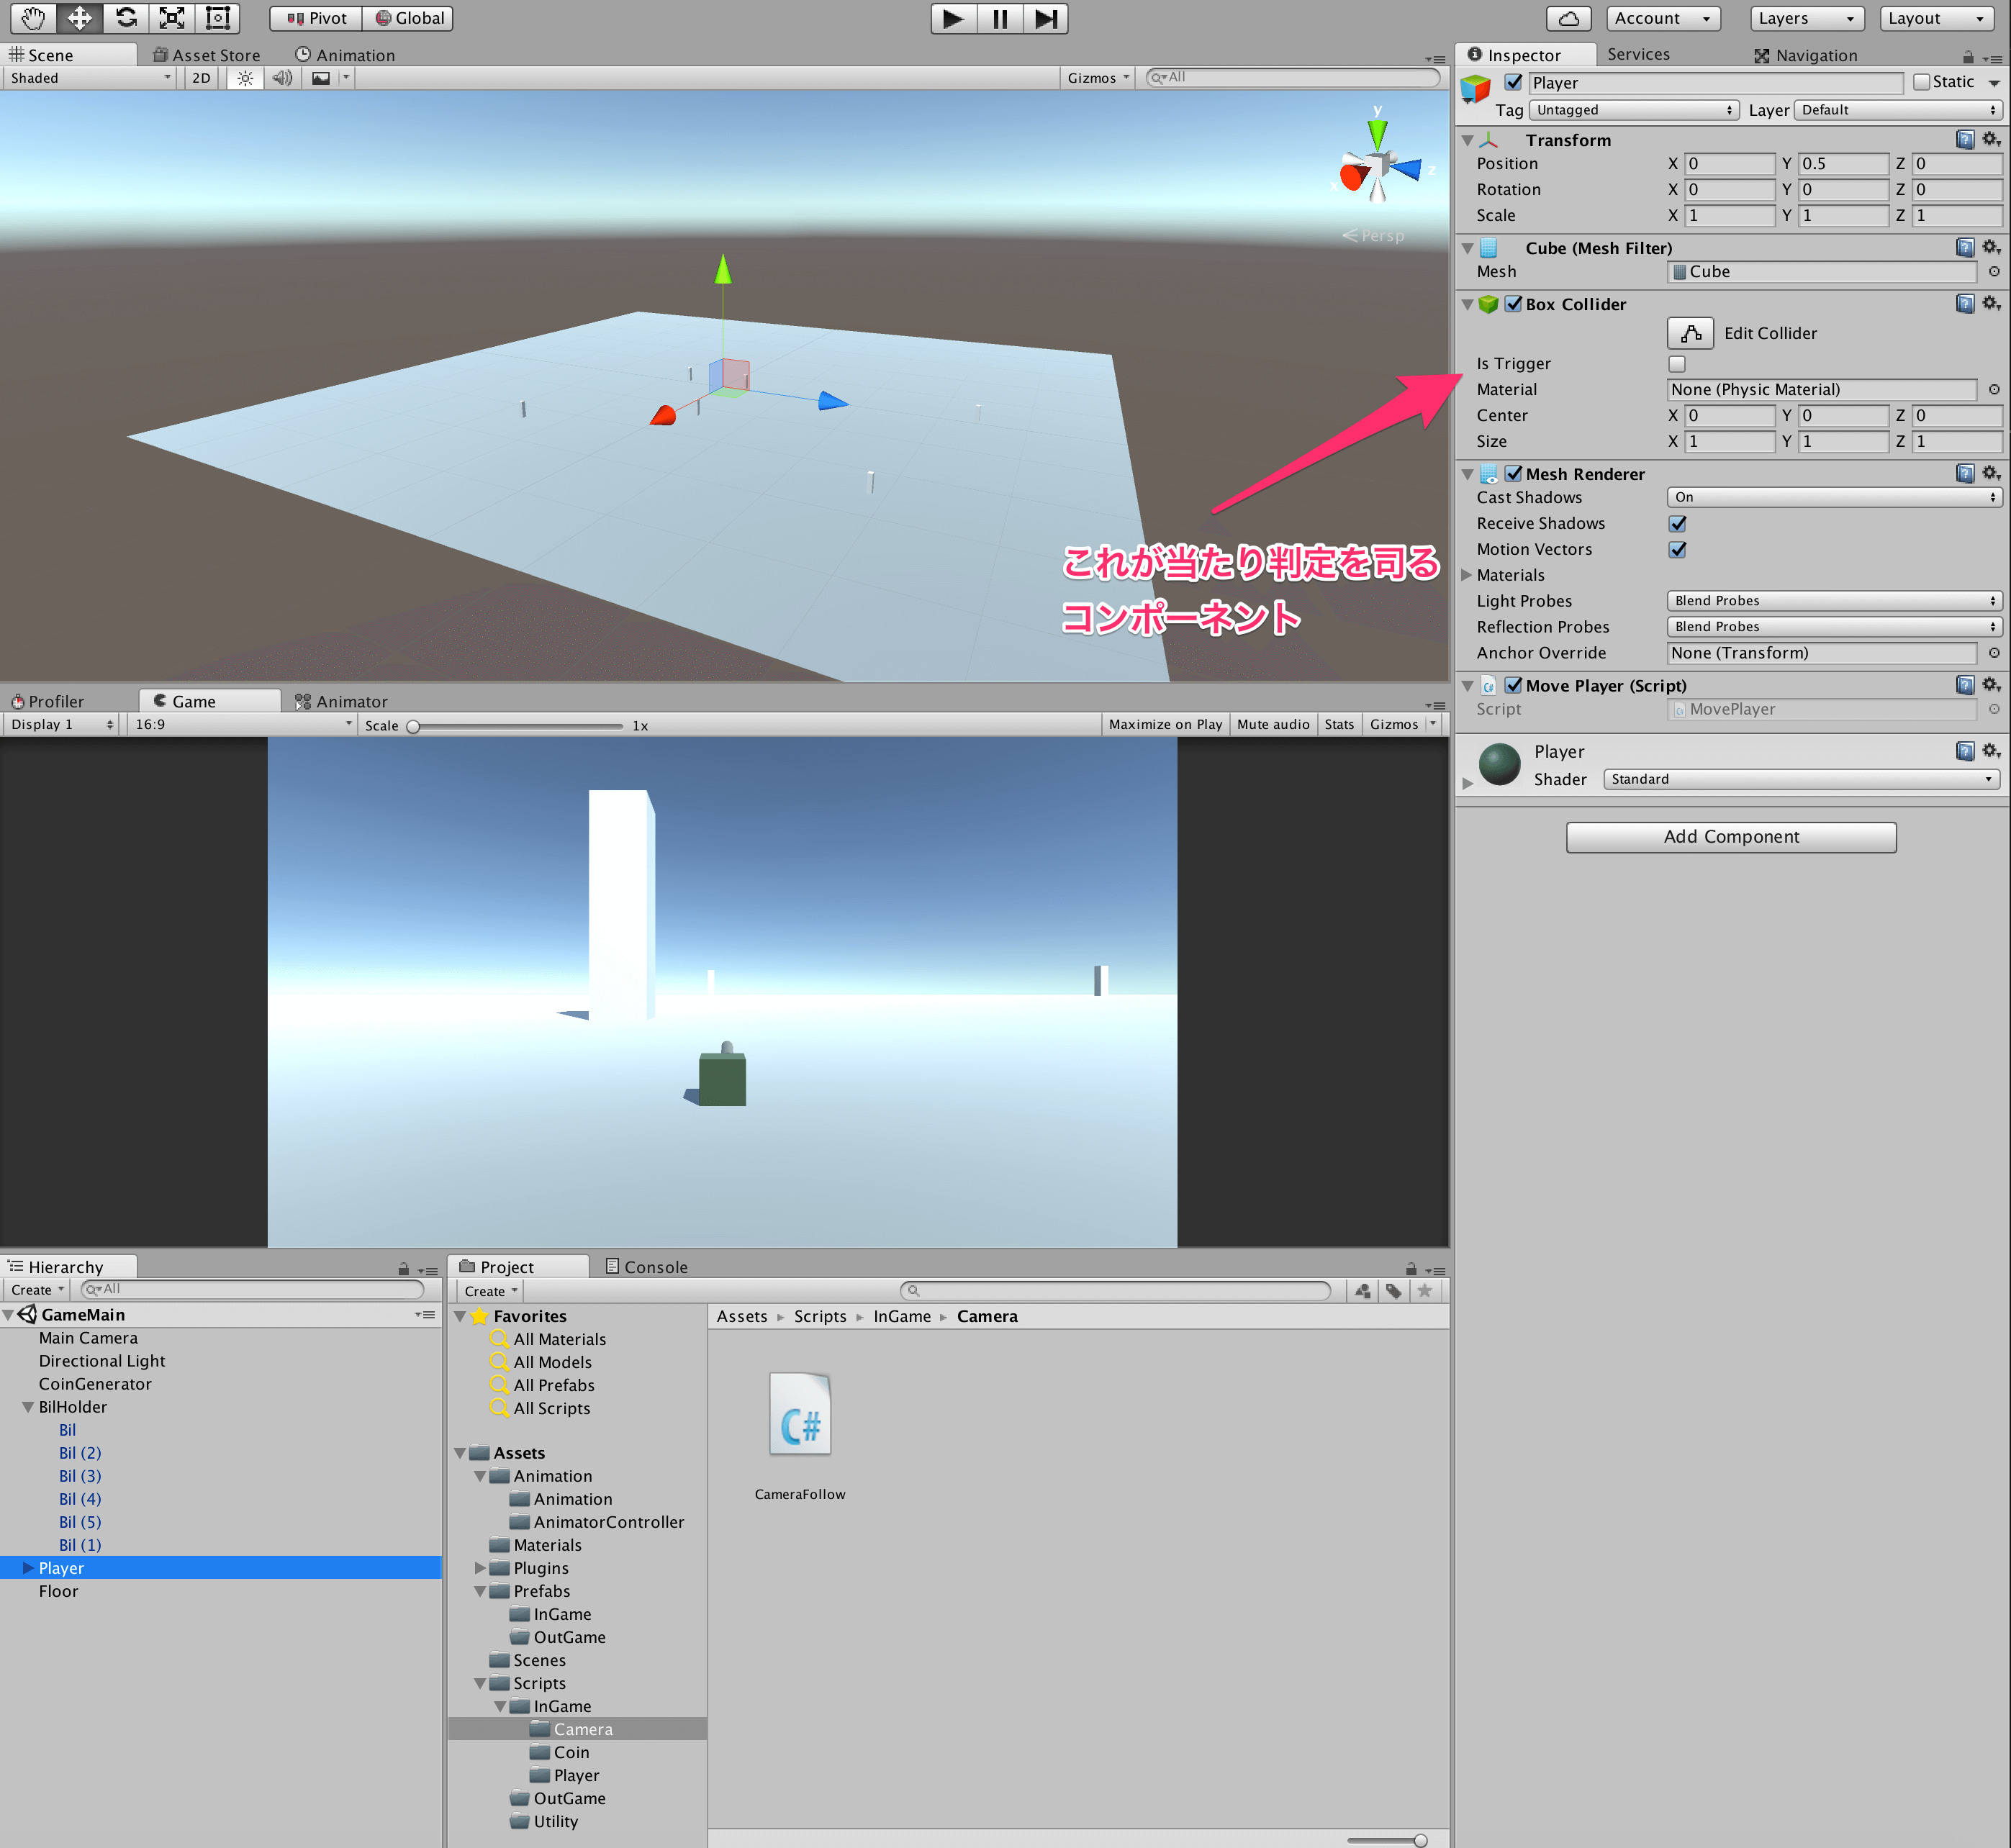 Pivot Global Account Layers Layout
Scene Asset Store Animation
Shaded 2D Gizmos All
y
z
x
Persp
これが当たり判定を司る
コンポーネント
Profiler Game Animator
Display 1 16:9 Scale 1x Maximize on Play Mute audio Stats Gizmos
Hierarchy
Create All
GameMain
Main Camera
Directional Light
CoinGenerator
BilHolder
Bil
Bil (2)
Bil (3)
Bil (4)
Bil (5)
Bil (1)
Player
Floor
Project Console
Create
Favorites
All Materials
All Models
All Prefabs
All Scripts
Assets
Animation
Animation
AnimatorController
Materials
Plugins
Prefabs
InGame
OutGame
Scenes
Scripts
InGame
Camera
Coin
Player
OutGame
Utility
Assets Scripts InGame Camera
C#
CameraFollow
Inspector Services Navigation
Player Static
Tag Untagged Layer Default
Transform
Position X 0 Y 0.5 Z 0
Rotation X 0 Y 0 Z 0
Scale X 1 Y 1 Z 1
Cube (Mesh Filter)
Mesh Cube
Box Collider
Edit Collider
Is Trigger
Material None (Physic Material)
Center X 0 Y 0 Z 0
Size X 1 Y 1 Z 1
Mesh Renderer
Cast Shadows On
Receive Shadows
Motion Vectors
Materials
Light Probes Blend Probes
Reflection Probes Blend Probes
Anchor Override None (Transform)
Move Player (Script)
Script MovePlayer
Player
Shader Standard
Add Component